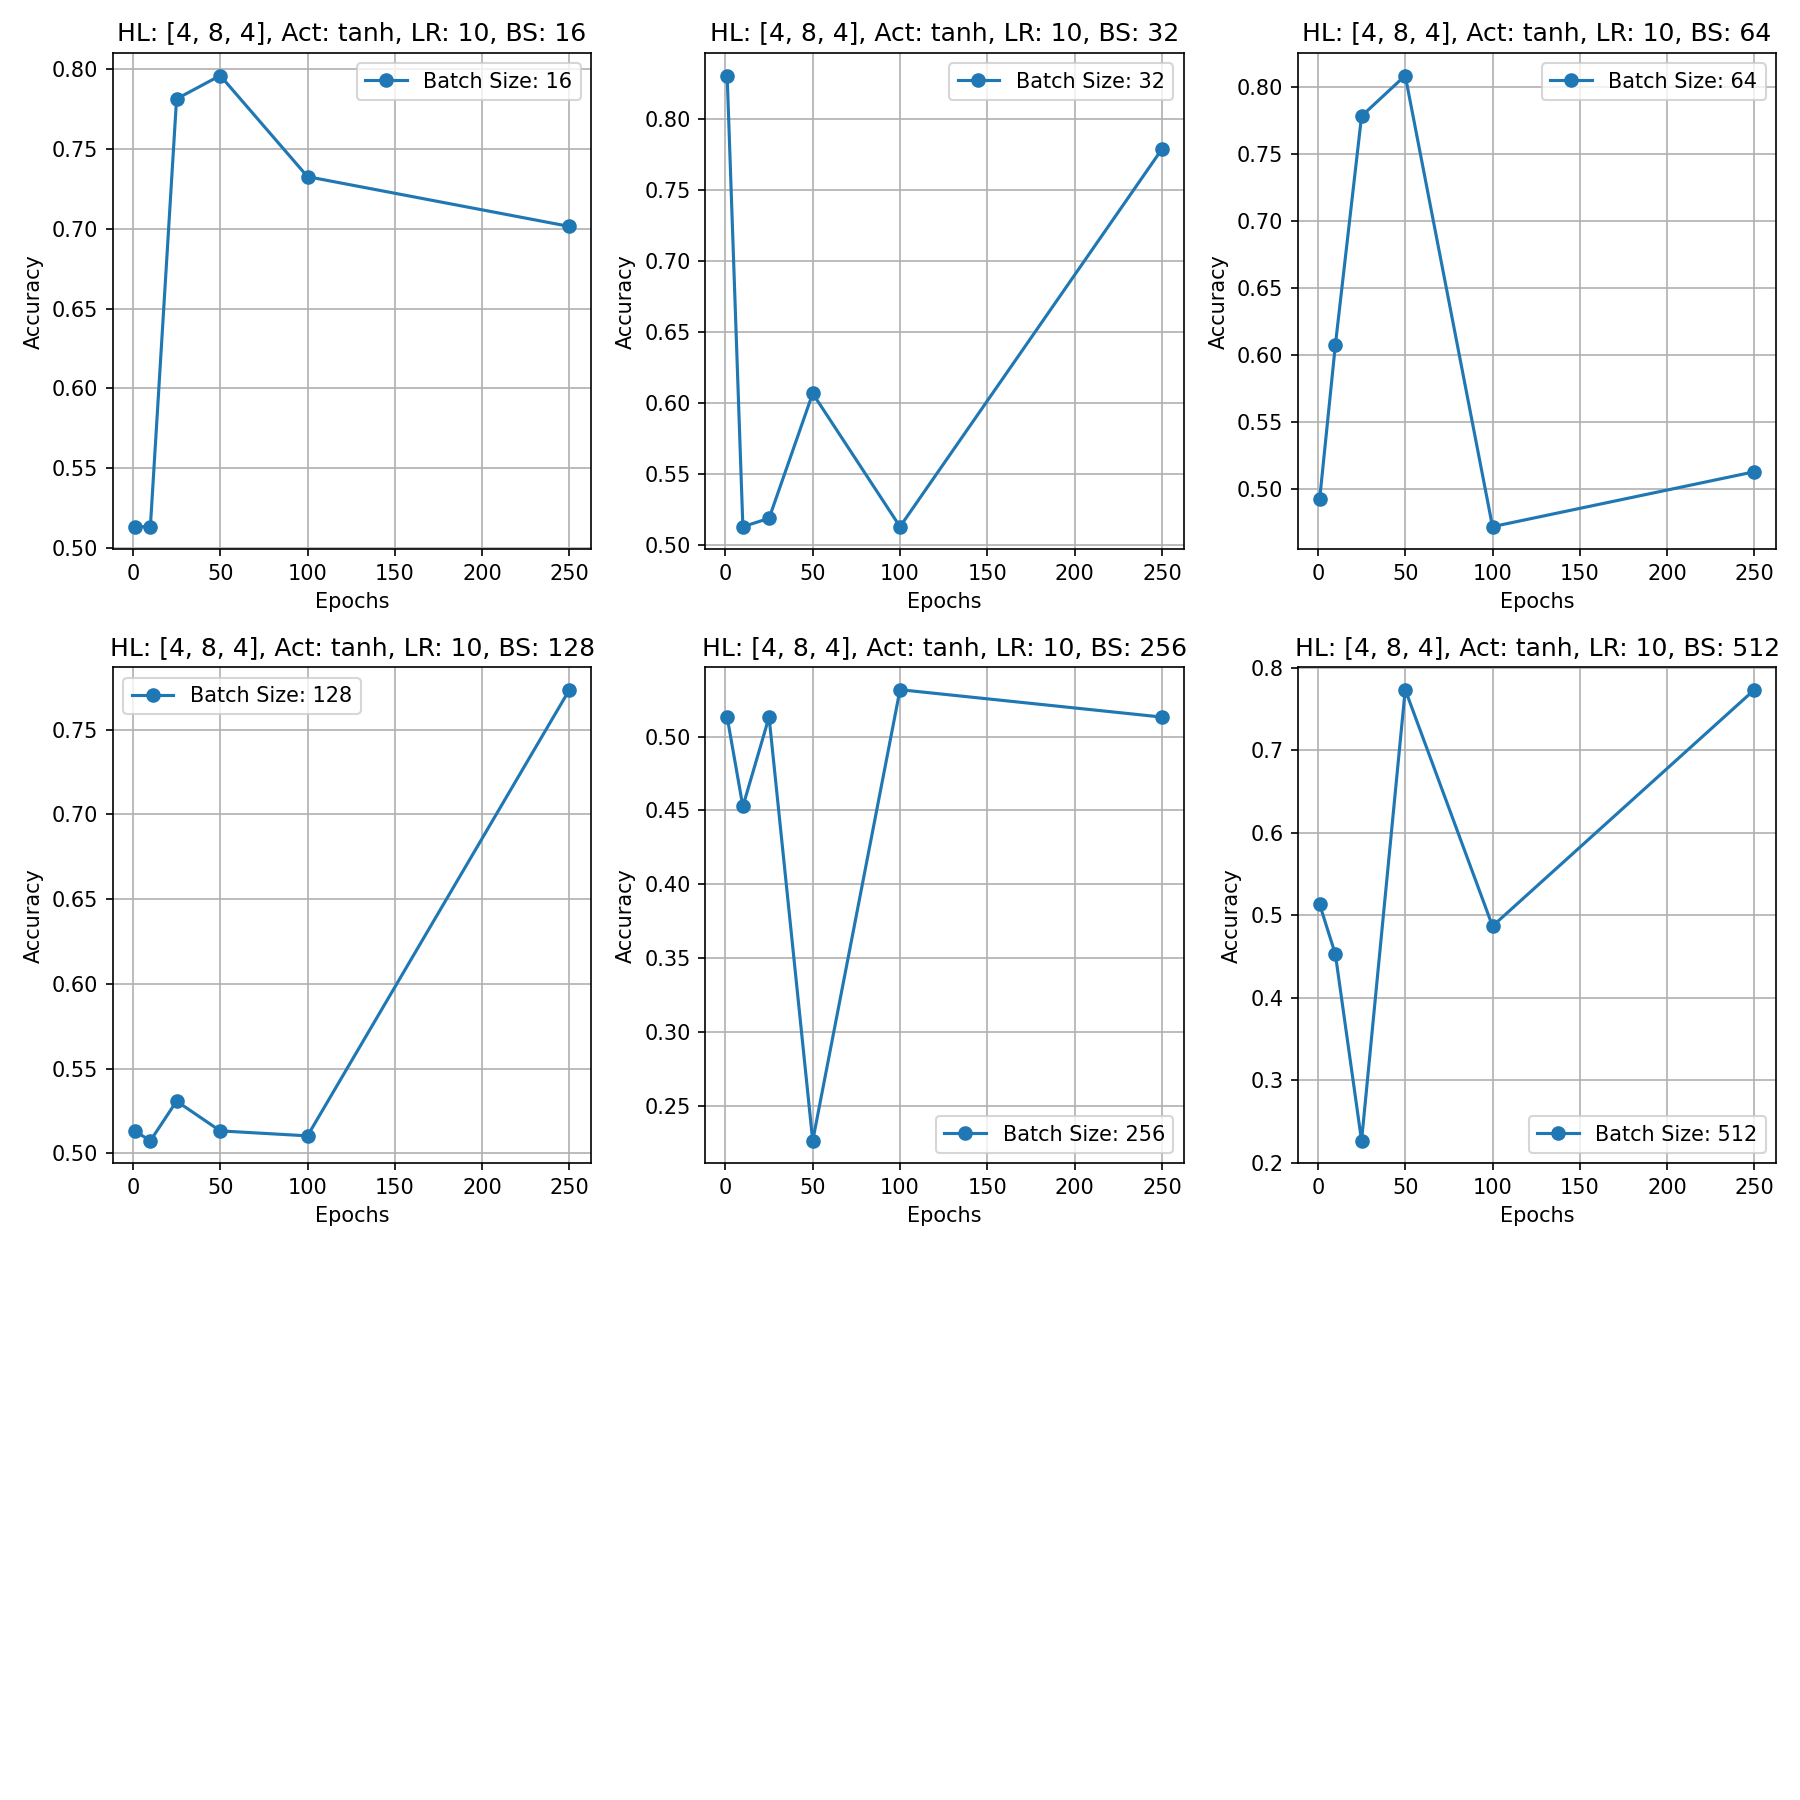 HL: [4, 8, 4], Act: tanh, LR: 10, BS: 16
Batch Size: 16
0.80
0.75
0.70
0.65
0.60
0.55
0.50
Accuracy
0 50 100 150 200 250
Epochs
HL: [4, 8, 4], Act: tanh, LR: 10, BS: 32
Batch Size: 32
0.80
0.75
0.70
0.65
0.60
0.55
0.50
Accuracy
0 50 100 150 200 250
Epochs
HL: [4, 8, 4], Act: tanh, LR: 10, BS: 64
Batch Size: 64
0.80
0.75
0.70
0.65
0.60
0.55
0.50
Accuracy
0 50 100 150 200 250
Epochs
HL: [4, 8, 4], Act: tanh, LR: 10, BS: 128
Batch Size: 128
0.75
0.70
0.65
0.60
0.55
0.50
Accuracy
0 50 100 150 200 250
Epochs
HL: [4, 8, 4], Act: tanh, LR: 10, BS: 256
0.50
0.45
0.40
0.35
0.30
0.25
Accuracy
Batch Size: 256
0 50 100 150 200 250
Epochs
HL: [4, 8, 4], Act: tanh, LR: 10, BS: 512
0.8
0.7
0.6
0.5
0.4
0.3
0.2
Accuracy
Batch Size: 512
0 50 100 150 200 250
Epochs